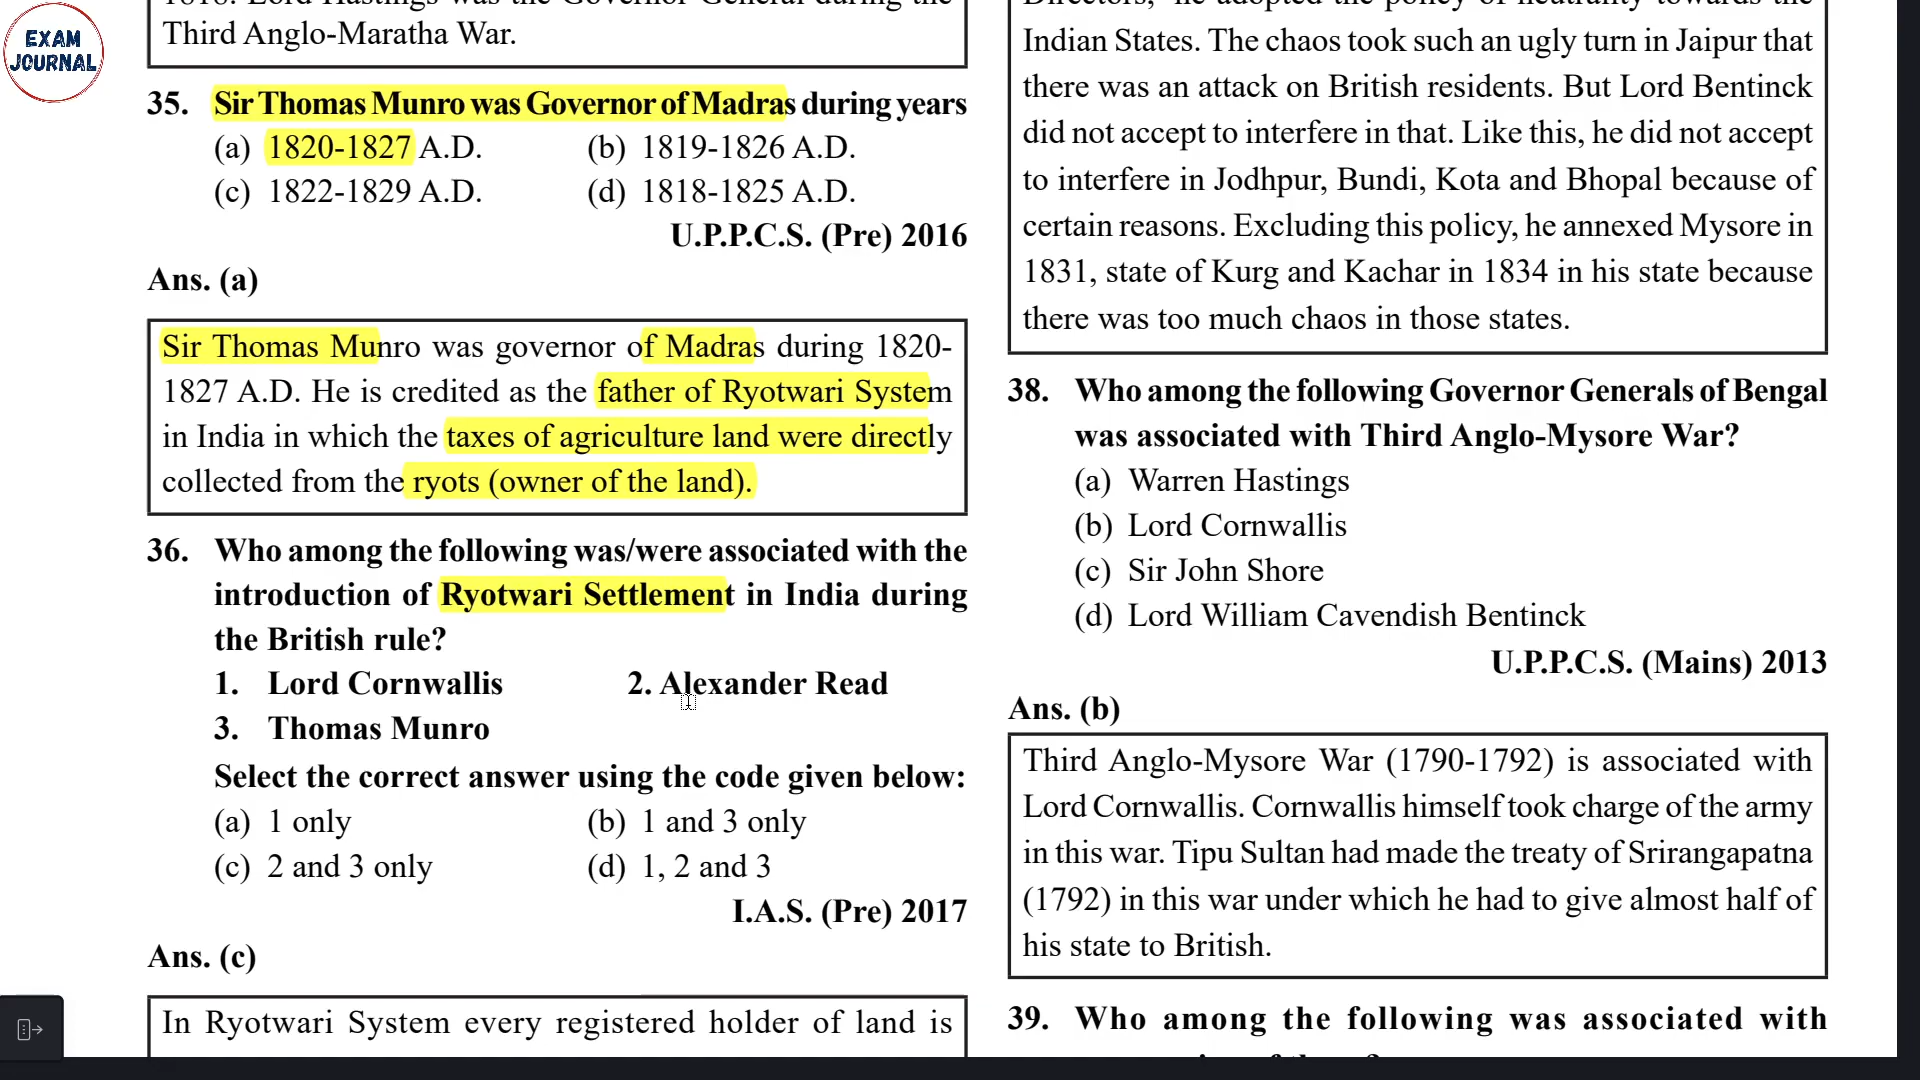 EXAM
JOURNAL
Third Anglo-Maratha War.
35. Sir Thomas Munro was Governor of Madras during years
(a) 1820-1827 A.D. (b) 1819-1826 A.D.
(c) 1822-1829 A.D. (d) 1818-1825 A.D.
U.P.P.C.S. (Pre) 2016
Ans. (a)
Sir Thomas Munro was governor of Madras during 1820-
1827 A.D. He is credited as the father of Ryotwari System
in India in which the taxes of agriculture land were directly
collected from the ryots (owner of the land).
36. Who among the following was/were associated with the
introduction of Ryotwari Settlement in India during
the British rule?
1. Lord Cornwallis 2. Alexander Read
3. Thomas Munro
Select the correct answer using the code given below:
(a) 1 only (b) 1 and 3 only
(c) 2 and 3 only (d) 1, 2 and 3
I.A.S. (Pre) 2017
Ans. (c)
In Ryotwari System every registered holder of land is
Directors, he adopted the policy of neutrality towards the
Indian States. The chaos took such an ugly turn in Jaipur that
there was an attack on British residents. But Lord Bentinck
did not accept to interfere in that. Like this, he did not accept
to interfere in Jodhpur, Bundi, Kota and Bhopal because of
certain reasons. Excluding this policy, he annexed Mysore in
1831, state of Kurg and Kachar in 1834 in his state because
there was too much chaos in those states.
38. Who among the following Governor Generals of Bengal
was associated with Third Anglo-Mysore War?
(a) Warren Hastings
(b) Lord Cornwallis
(c) Sir John Shore
(d) Lord William Cavendish Bentinck
U.P.P.C.S. (Mains) 2013
Ans. (b)
Third Anglo-Mysore War (1790-1792) is associated with
Lord Cornwallis. Cornwallis himself took charge of the army
in this war. Tipu Sultan had made the treaty of Srirangapatna
(1792) in this war under which he had to give almost half of
his state to British.
39. Who among the following was associated with